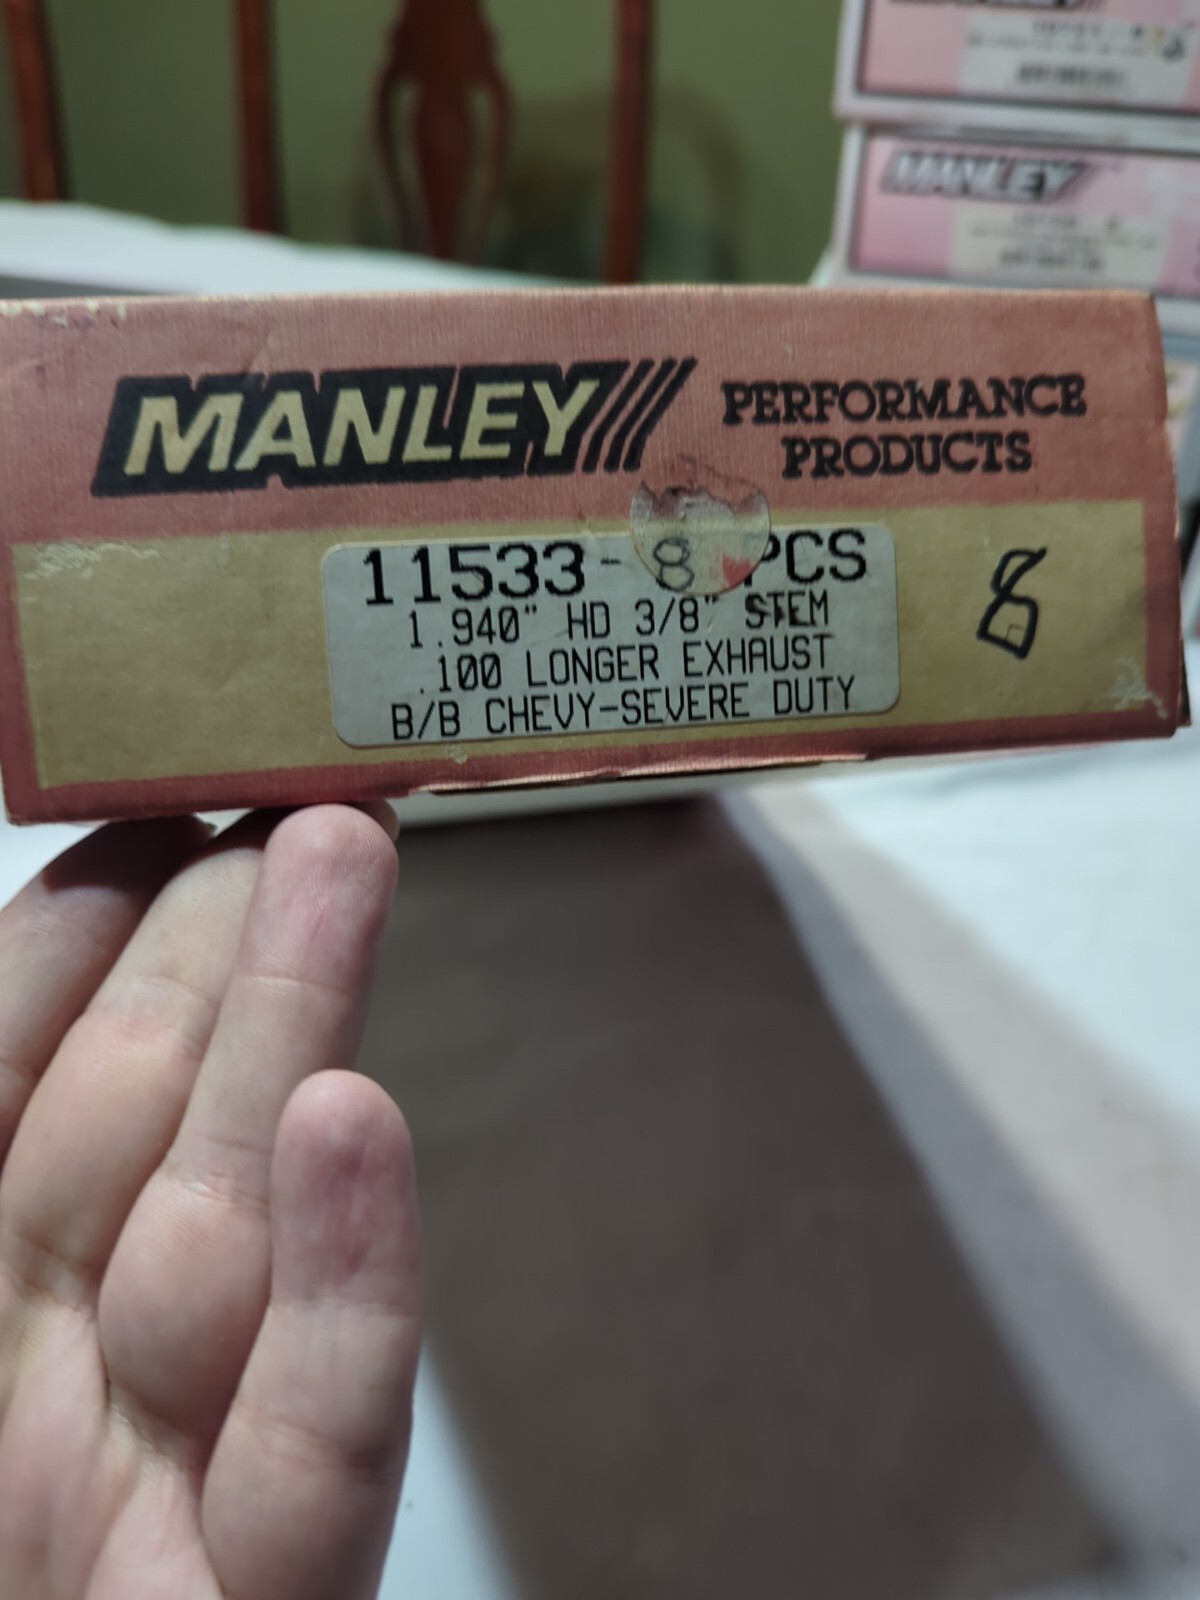 MANLEY
PERFORMANCE
PRODUCTS
11533-8 PCS
1.940" HD 3/8" STEM
.100 LONGER EXHAUST
B/B CHEVY-SEVERE DUTY
8
MANLEY